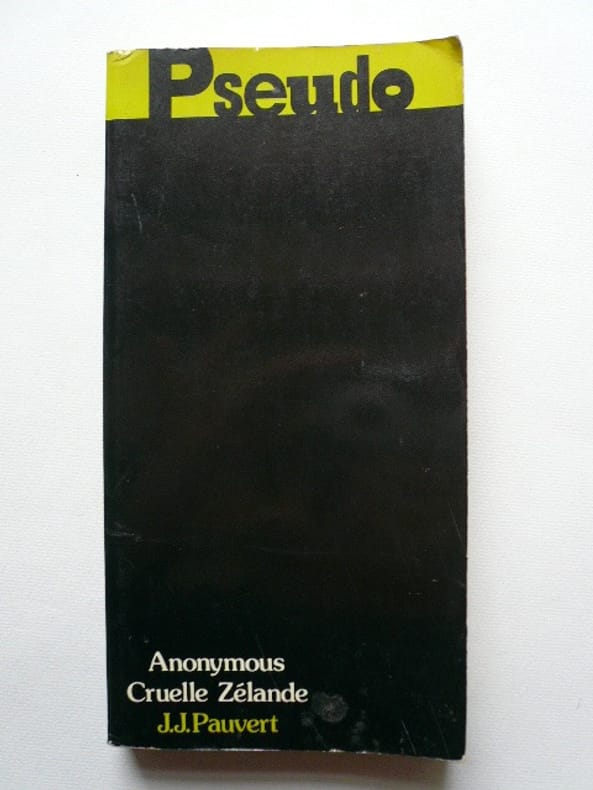 Pseudo
Anonymous
Cruelle Zélande
J.J.Pauvert